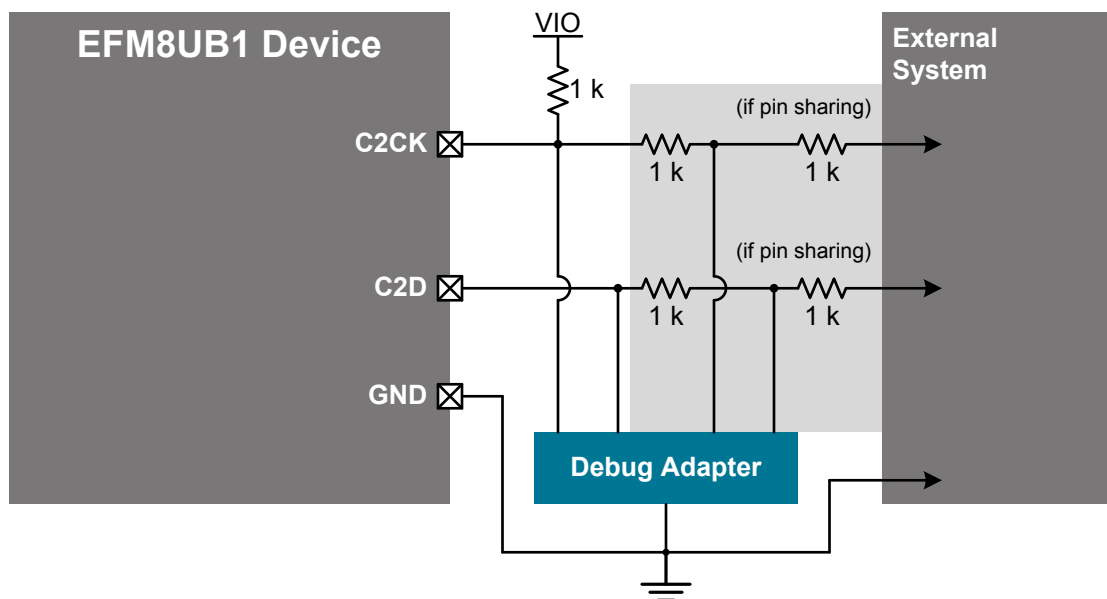 EFM8UB1 Device
VIO
External
System
1 k
(if pin sharing)
C2CK
1 k
1 k
(if pin sharing)
C2D
1 k
1 k
GND
Debug Adapter